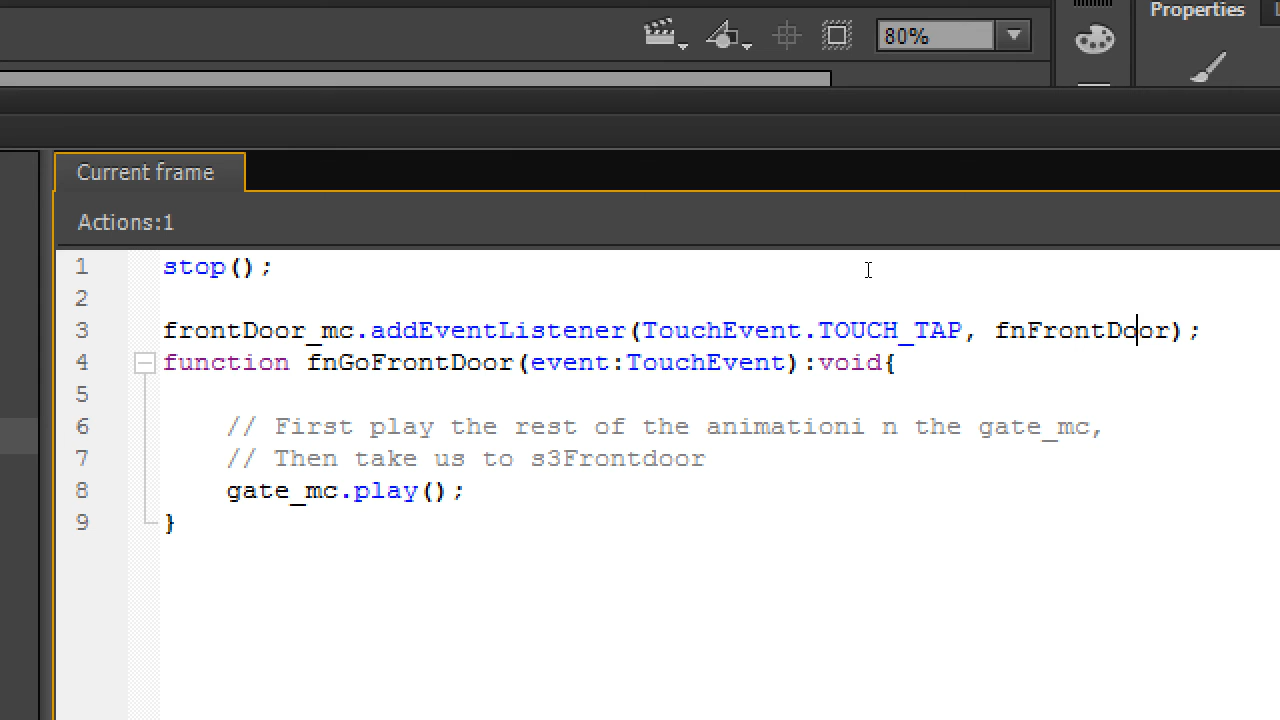 Properties
80%
Current frame
Actions:1
1 stop();
2
3 frontDoor_mc.addEventListener(TouchEvent.TOUCH_TAP, fnFrontDoor);
4 function fnGoFrontDoor(event:TouchEvent):void{
5
6 // First play the rest of the animationi n the gate_mc,
7 // Then take us to s3Frontdoor
8 gate_mc.play();
9 }